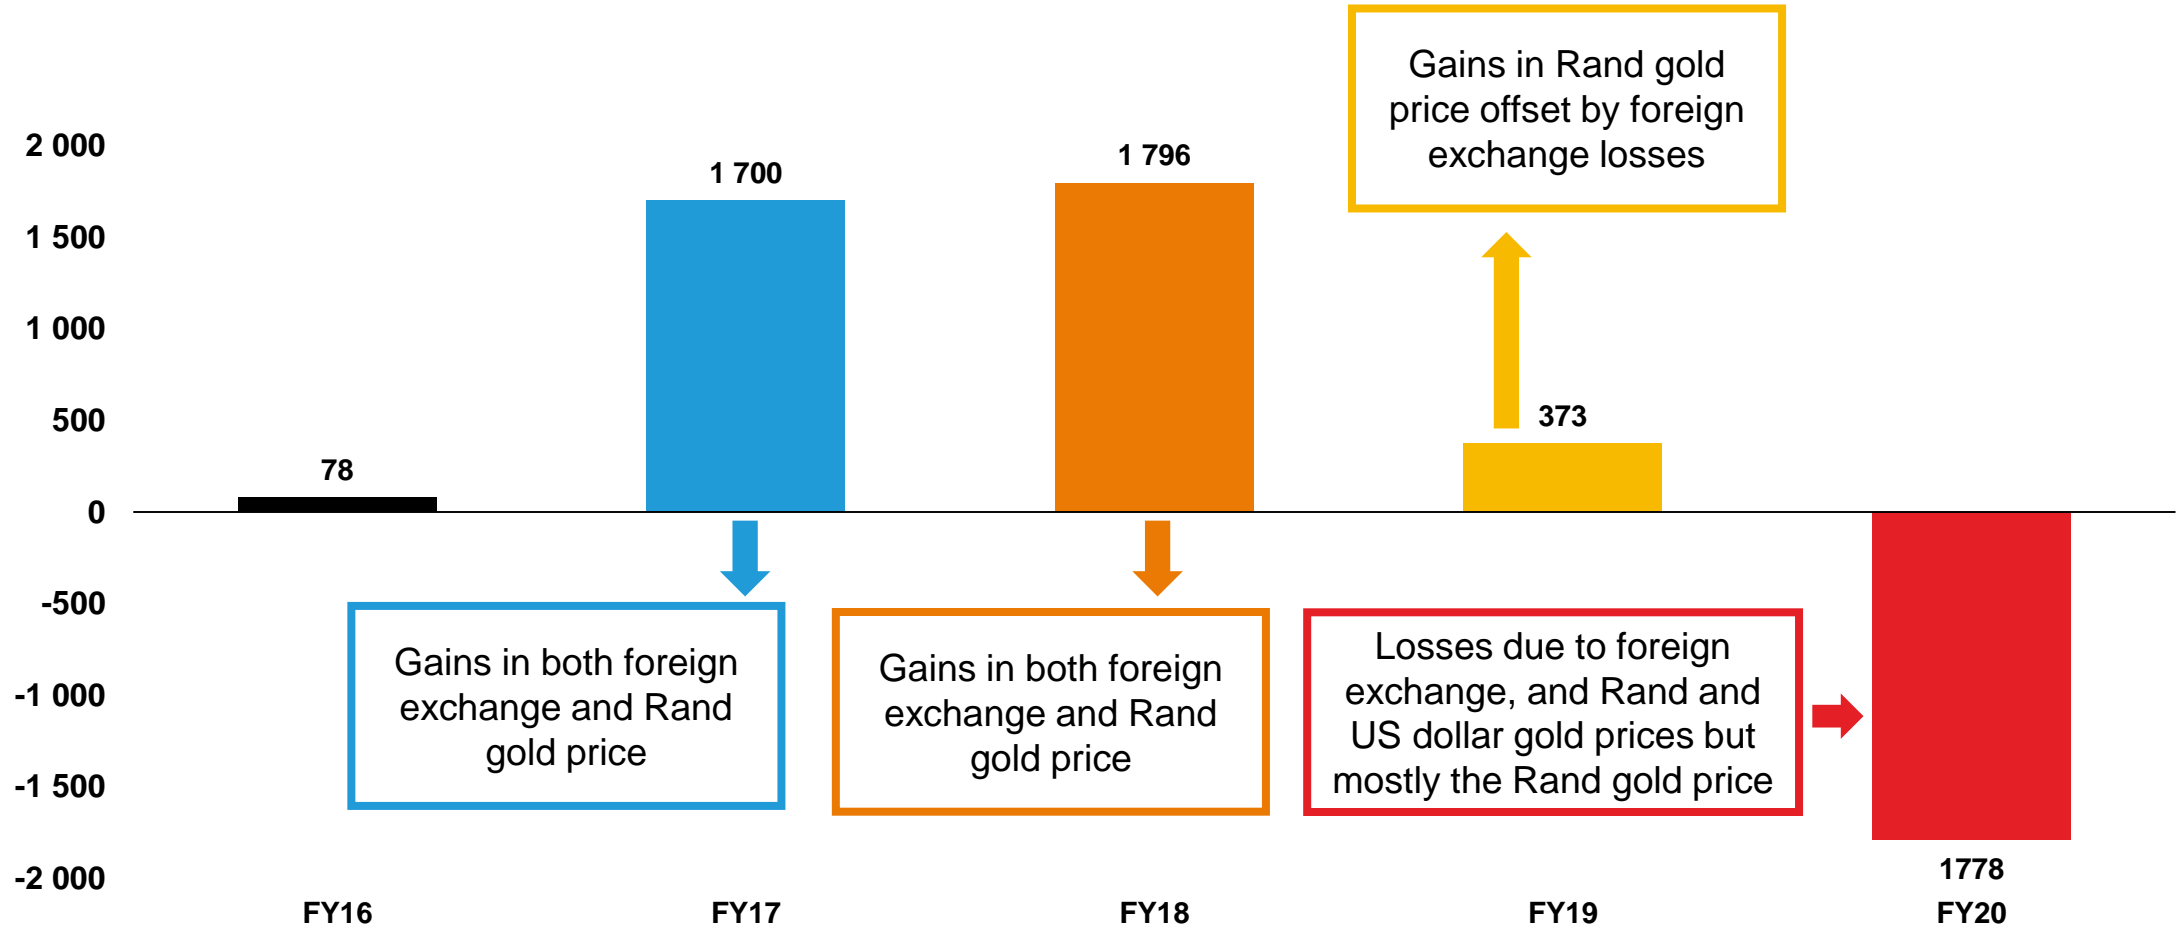 Gains in Rand gold
price offset by foreign
exchange losses
2 000
1 500
1 000
500
0
-500
-1 000
-1 500
-2 000
78
1 700
1 796
373
1778
Gains in both foreign
exchange and Rand
gold price
Gains in both foreign
exchange and Rand
gold price
Losses due to foreign
exchange, and Rand and
US dollar gold prices but
mostly the Rand gold price
FY16
FY17
FY18
FY19
FY20